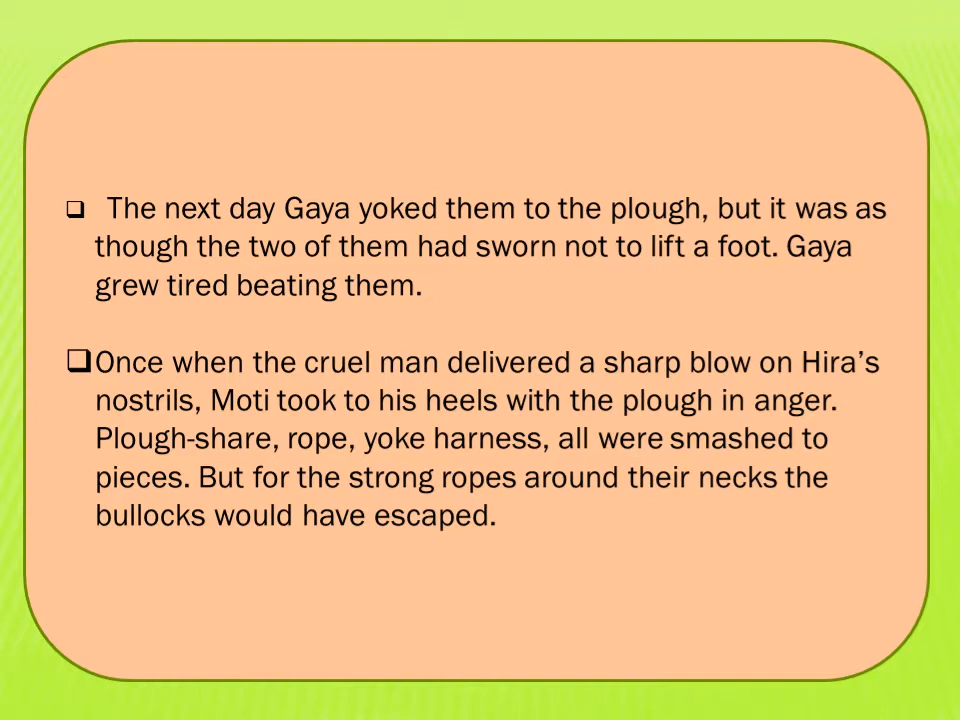 ❑ The next day Gaya yoked them to the plough, but it was as
though the two of them had sworn not to lift a foot. Gaya
grew tired beating them.
❑Once when the cruel man delivered a sharp blow on Hira’s
nostrils, Moti took to his heels with the plough in anger.
Plough-share, rope, yoke harness, all were smashed to
pieces. But for the strong ropes around their necks the
bullocks would have escaped.